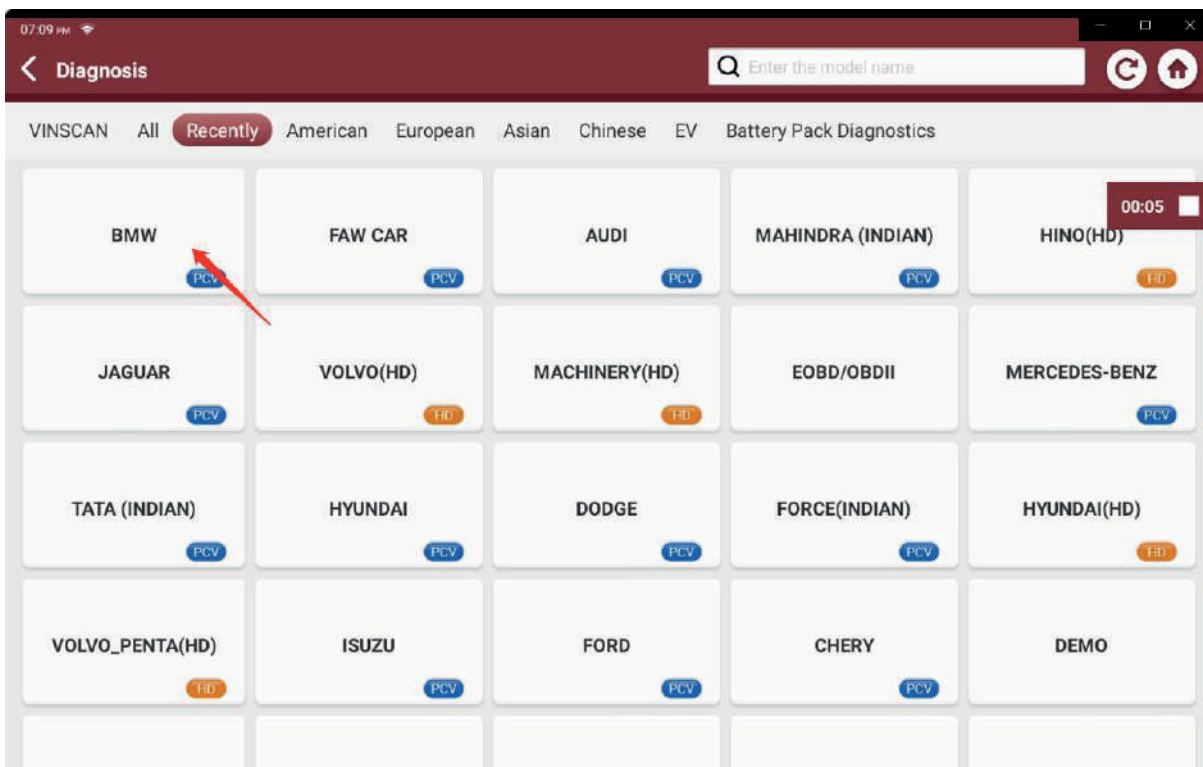 07:09 PM
Diagnosis
Enter the model name
VINSCAN All Recently American European Asian Chinese EV Battery Pack Diagnostics
00:05
BMW FAW CAR AUDI MAHINDRA (INDIAN) HINO(HD)
PCV PCV PCV PCV HD
JAGUAR VOLVO(HD) MACHINERY(HD) EOBD/OBDII MERCEDES-BENZ
PCV HD HD PCV
TATA (INDIAN) HYUNDAI DODGE FORCE(INDIAN) HYUNDAI(HD)
PCV PCV PCV PCV HD
VOLVO_PENTA(HD) ISUZU FORD CHERY DEMO
HD PCV PCV PCV